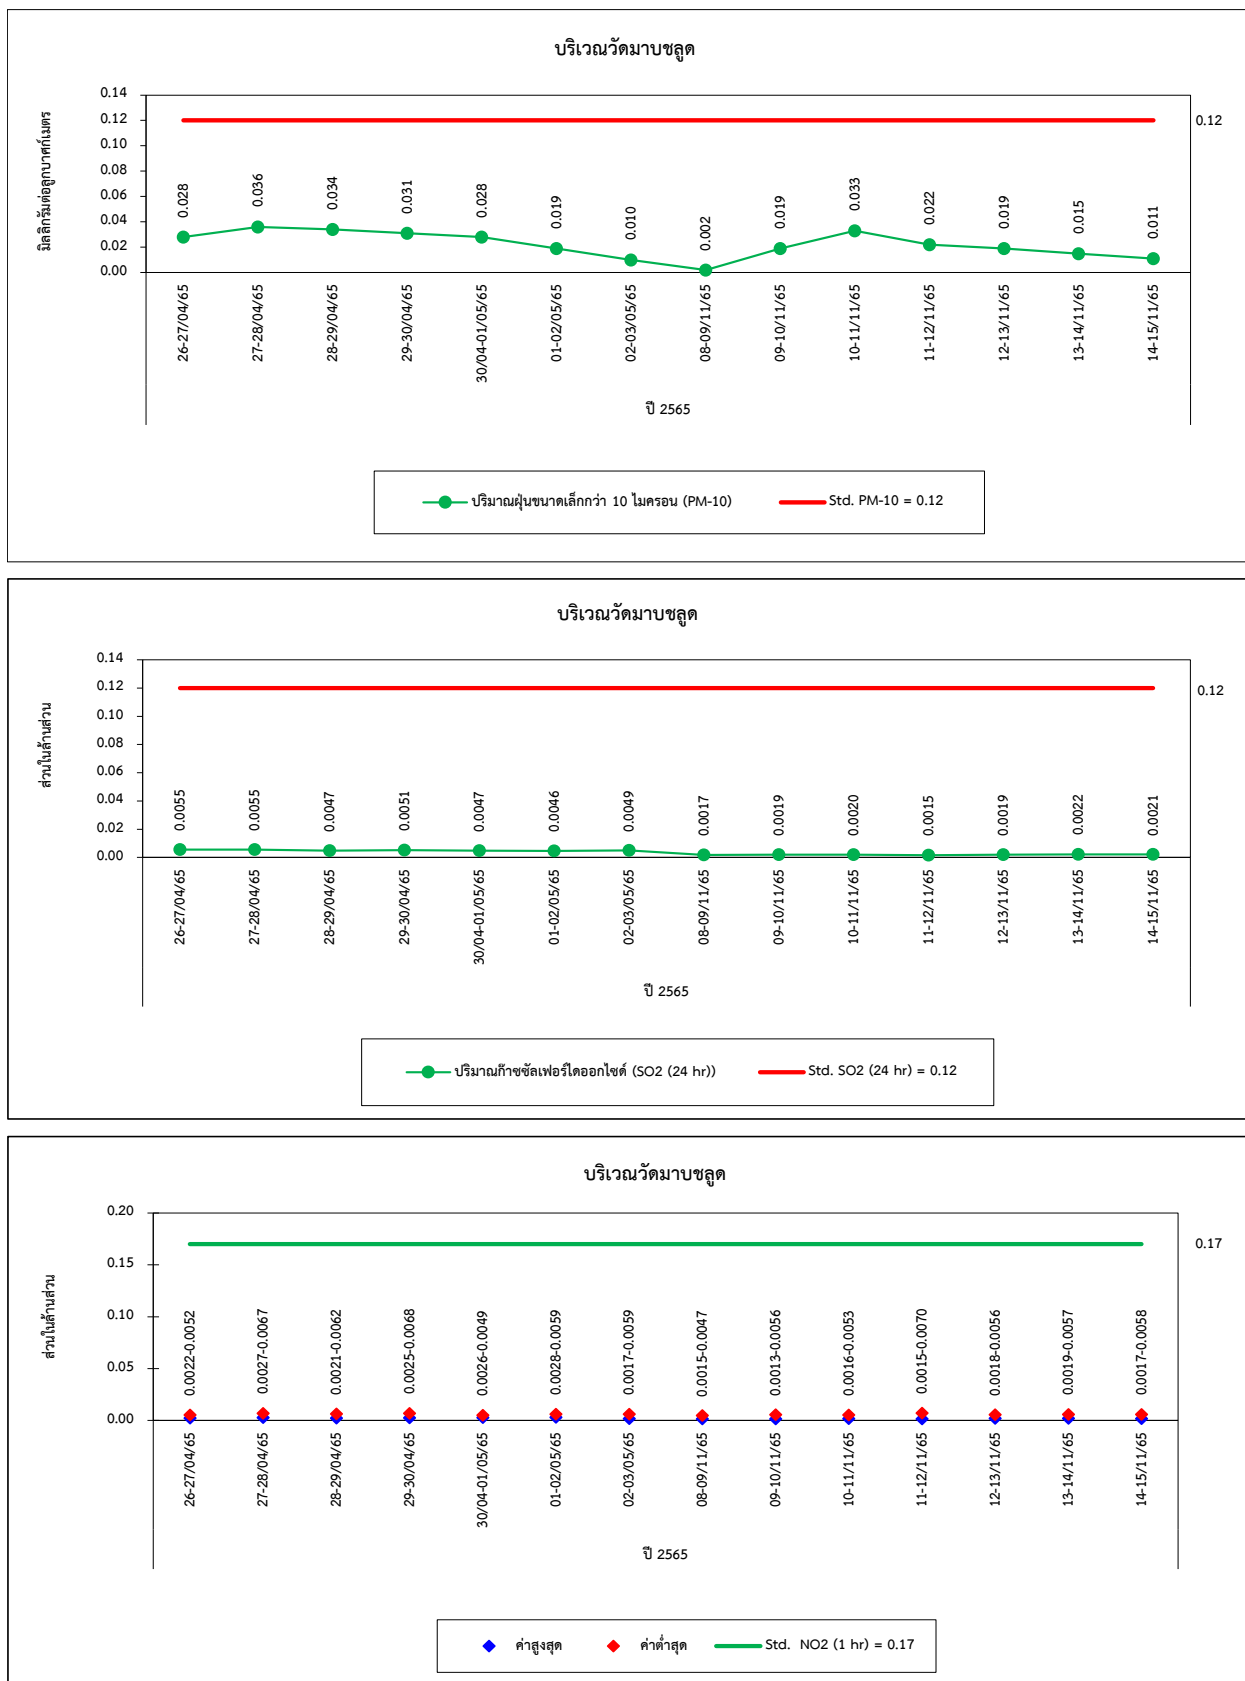 บริเวณวัดมาบชลูด
มิลลิกรัมต่อลูกบาศก์เมตร
0.14
0.12
0.10
0.08
0.06
0.04
0.02
0.00
0.12
0.028 0.036 0.034 0.031 0.028 0.019 0.010 0.002 0.019 0.033 0.022 0.019 0.015 0.011
26-27/04/65 27-28/04/65 28-29/04/65 29-30/04/65 30/04-01/05/65 01-02/05/65 02-03/05/65 08-09/11/65 09-10/11/65 10-11/11/65 11-12/11/65 12-13/11/65 13-14/11/65 14-15/11/65
ปี 2565
ปริมาณฝุ่นขนาดเล็กกว่า 10 ไมครอน (PM-10) Std. PM-10 = 0.12
บริเวณวัดมาบชลูด
ส่วนในล้านส่วน
0.14
0.12
0.10
0.08
0.06
0.04
0.02
0.00
0.12
0.0055 0.0055 0.0047 0.0051 0.0047 0.0046 0.0049 0.0017 0.0019 0.0020 0.0015 0.0019 0.0022 0.0021
26-27/04/65 27-28/04/65 28-29/04/65 29-30/04/65 30/04-01/05/65 01-02/05/65 02-03/05/65 08-09/11/65 09-10/11/65 10-11/11/65 11-12/11/65 12-13/11/65 13-14/11/65 14-15/11/65
ปี 2565
ปริมาณก๊าซซัลเฟอร์ไดออกไซด์ (SO2 (24 hr)) Std. SO2 (24 hr) = 0.12
บริเวณวัดมาบชลูด
ส่วนในล้านส่วน
0.20
0.15
0.10
0.05
0.00
0.17
0.0022-0.0052 0.0027-0.0067 0.0021-0.0062 0.0025-0.0068 0.0026-0.0049 0.0028-0.0059 0.0017-0.0059 0.0015-0.0047 0.0013-0.0056 0.0016-0.0053 0.0015-0.0070 0.0018-0.0056 0.0019-0.0057 0.0017-0.0058
26-27/04/65 27-28/04/65 28-29/04/65 29-30/04/65 30/04-01/05/65 01-02/05/65 02-03/05/65 08-09/11/65 09-10/11/65 10-11/11/65 11-12/11/65 12-13/11/65 13-14/11/65 14-15/11/65
ปี 2565
ค่าสูงสุด ค่าต่ำสุด Std. NO2 (1 hr) = 0.17